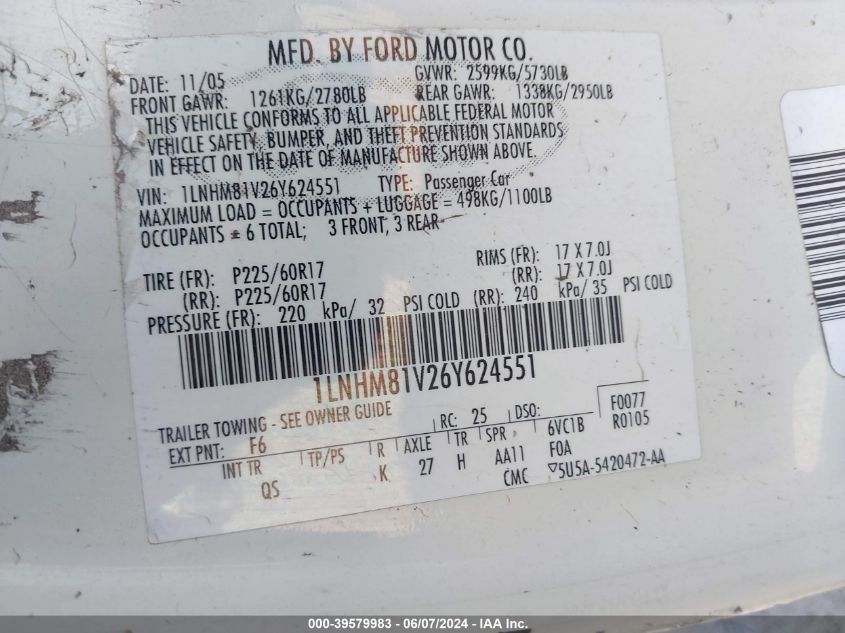 MFD. BY FORD MOTOR CO.
DATE: 11/05 GVWR: 2599KG/5730LB
FRONT GAWR: 1261KG/2780LB REAR GAWR: 1338KG/2950LB
THIS VEHICLE CONFORMS TO ALL APPLICABLE FEDERAL MOTOR
VEHICLE SAFETY, BUMPER, AND THEFT PREVENTION STANDARDS
IN EFFECT ON THE DATE OF MANUFACTURE SHOWN ABOVE.
VIN: 1LNHM81V26Y624551 TYPE: Passenger Car
MAXIMUM LOAD = OCCUPANTS + LUGGAGE = 498KG/1100LB
OCCUPANTS = 6 TOTAL; 3 FRONT, 3 REAR
TIRE (FR): P225/60R17 RIMS (FR): 17 X 7.0J
(RR): P225/60R17 (RR): 17 X 7.0J
PRESSURE (FR): 220 kPa/ 32 PSI COLD (RR): 240 kPa/ 35 PSI COLD
1LNHM81V26Y624551
TRAILER TOWING - SEE OWNER GUIDE
EXT PNT: F6 RC: 25 DSO: F0077
INT TR TP/PS R AXLE TR SPR 6VC1B R0105
QS K 27 H AA11 F0A
CMC ▽5U5A-5420472-AA
000-39579983 - 06/07/2024 - IAA Inc.